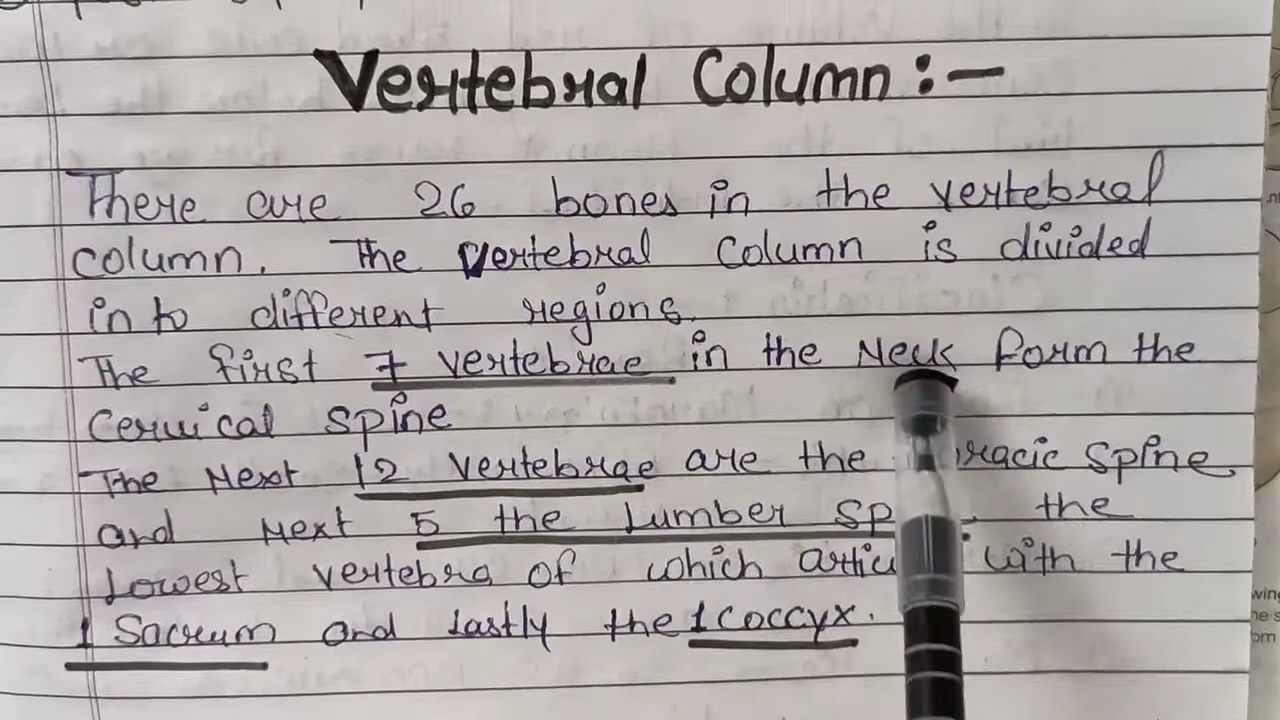 Vertebral Column :-
There are 26 bones in the vertebral
column. The vertebral column is divided
in to different regions.
The first 7 vertebrae in the Neck form the
cervical spine
The Next 12 vertebrae are the spine
and Next 5 the Lumber the
Lowest vertebra of which with the
1 Sacrum and lastly the 1 coccyx.